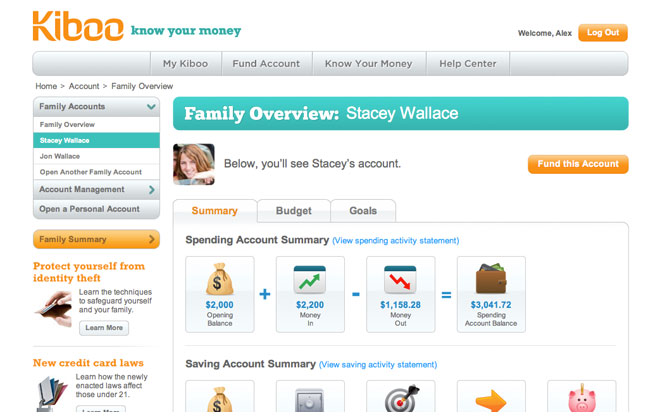 Kiboo know your money
Welcome, Alex
Log Out
My Kiboo
Fund Account
Know Your Money
Help Center
Home > Account > Family Overview
Family Accounts
Family Overview
Stacey Wallace
Jon Wallace
Open Another Family Account
Account Management
Open a Personal Account
Family Summary
Protect yourself from
identity theft
Learn the techniques
to safeguard yourself
and your family.
Learn More
New credit card laws
Learn how the newly
enacted laws affect
those under 21.
Learn More
Family Overview: Stacey Wallace
Below, you'll see Stacey's account.
Fund this Account
Summary
Budget
Goals
Spending Account Summary (View spending activity statement)
$2,000
Opening
Balance
+
$2,200
Money
In
-
$1,158.28
Money
Out
=
$3,041.72
Spending
Account Balance
Saving Account Summary (View saving activity statement)